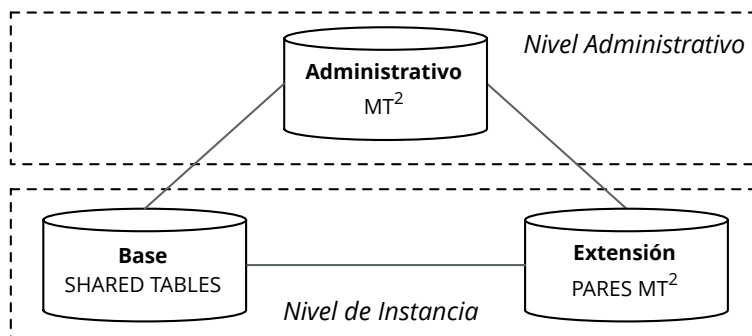 Nivel Administrativo
Administrativo
MT²
Base
SHARED TABLES
Extensión
PARES MT²
Nivel de Instancia